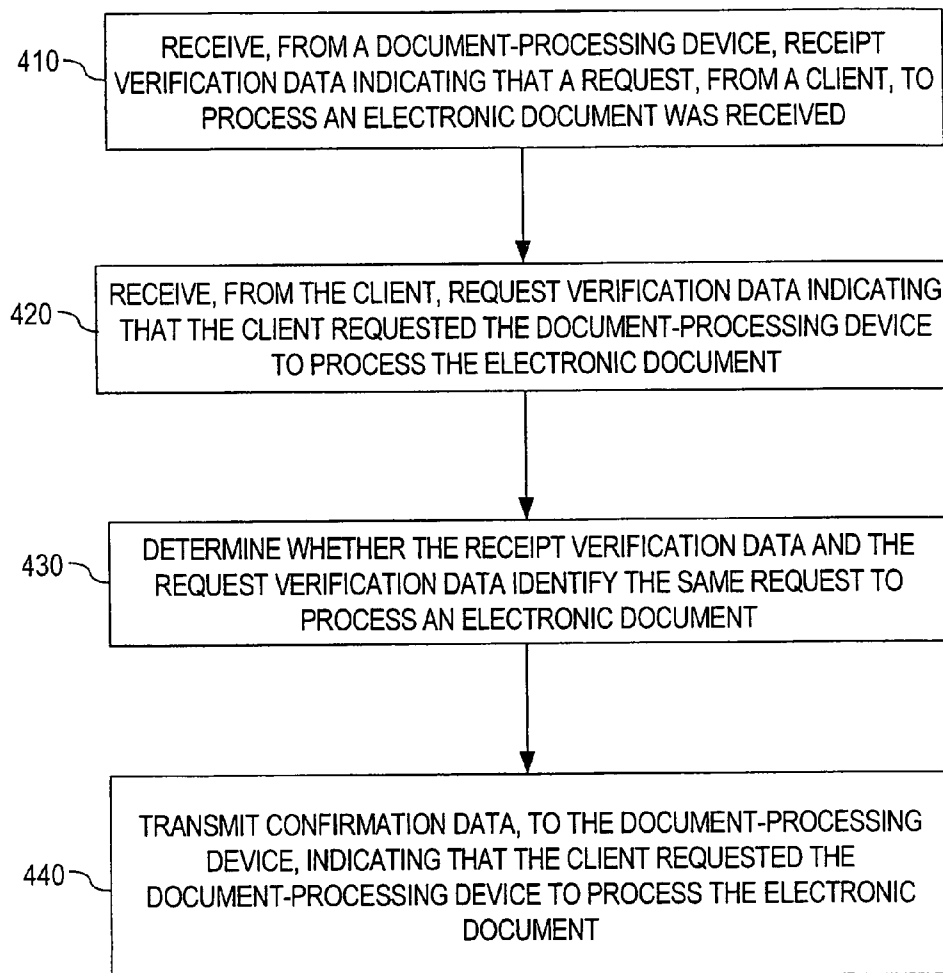 410
RECEIVE, FROM A DOCUMENT-PROCESSING DEVICE, RECEIPT
VERIFICATION DATA INDICATING THAT A REQUEST, FROM A CLIENT, TO
PROCESS AN ELECTRONIC DOCUMENT WAS RECEIVED
420
RECEIVE, FROM THE CLIENT, REQUEST VERIFICATION DATA INDICATING
THAT THE CLIENT REQUESTED THE DOCUMENT-PROCESSING DEVICE
TO PROCESS THE ELECTRONIC DOCUMENT
430
DETERMINE WHETHER THE RECEIPT VERIFICATION DATA AND THE
REQUEST VERIFICATION DATA IDENTIFY THE SAME REQUEST TO
PROCESS AN ELECTRONIC DOCUMENT
440
TRANSMIT CONFIRMATION DATA, TO THE DOCUMENT-PROCESSING
DEVICE, INDICATING THAT THE CLIENT REQUESTED THE
DOCUMENT-PROCESSING DEVICE TO PROCESS THE ELECTRONIC
DOCUMENT